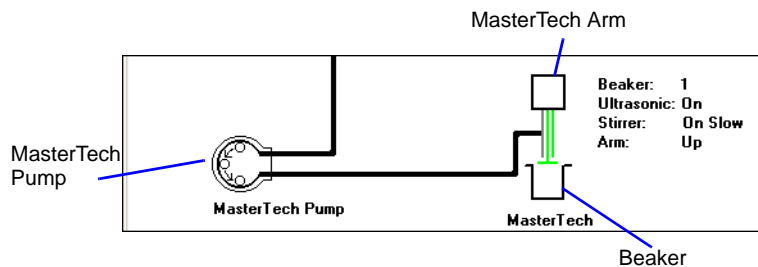 MasterTech Arm
Beaker: 1
Ultrasonic: On
Stirrer: On Slow
Arm: Up
MasterTech
Pump
MasterTech Pump
MasterTech
Beaker